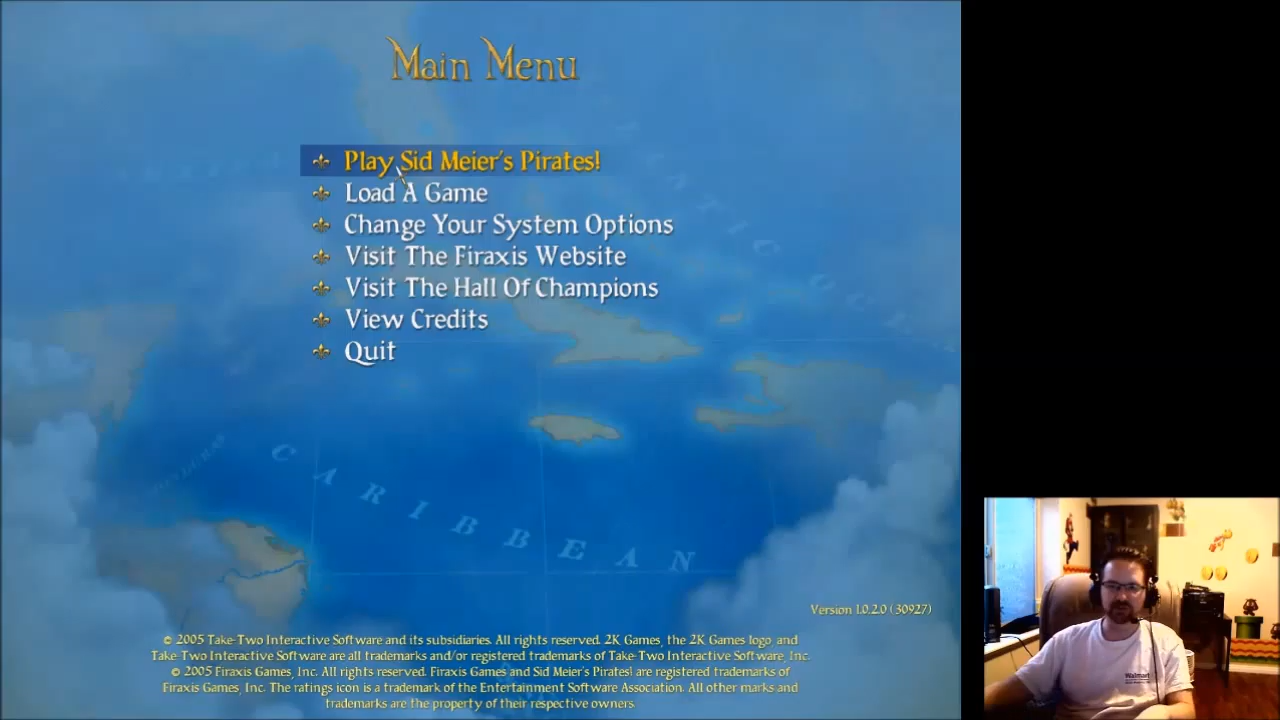 Main Menu
Play Sid Meier's Pirates!
Load A Game
Change Your System Options
Visit The Firaxis Website
Visit The Hall Of Champions
View Credits
Quit
CARIBBEAN
Version 1.0.2.0 (30927)
© 2005 Take-Two Interactive Software and its subsidiaries. All rights reserved. 2K Games, the 2K Games logo, and
Take-Two Interactive Software are all trademarks and/or registered trademarks of Take-Two Interactive Software, Inc.
© 2005 Firaxis Games, Inc. All rights reserved. Firaxis Games and Sid Meier's Pirates! are registered trademarks of
Firaxis Games, Inc. The ratings icon is a trademark of the Entertainment Software Association. All other marks and
trademarks are the property of their respective owners
Walmart